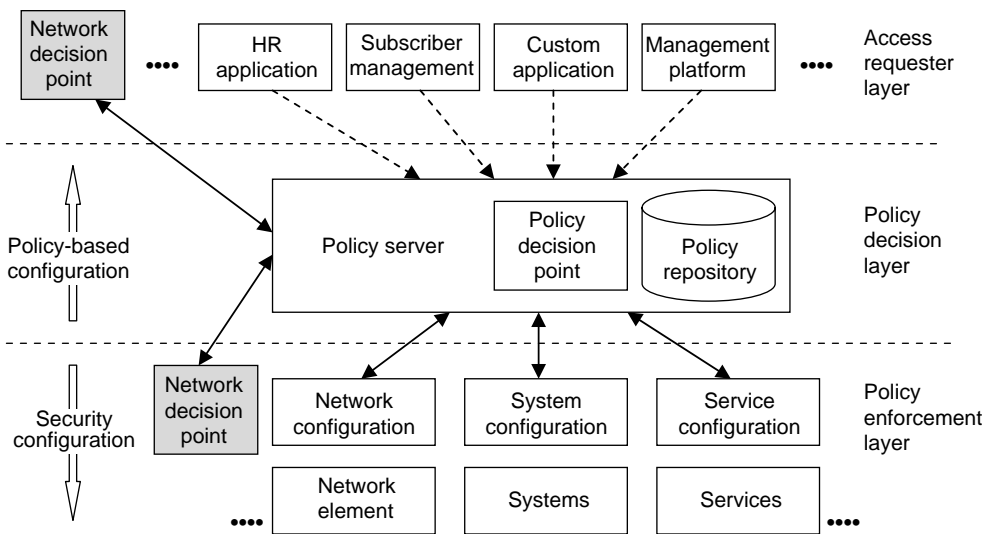 Network
decision
point
HR
application
Subscriber
management
Custom
application
Management
platform
Access
requester
layer
Policy-based
configuration
Policy server
Policy
decision
point
Policy
repository
Policy
decision
layer
Security
configuration
Network
decision
point
Network
configuration
System
configuration
Service
configuration
Policy
enforcement
layer
Network
element
Systems
Services